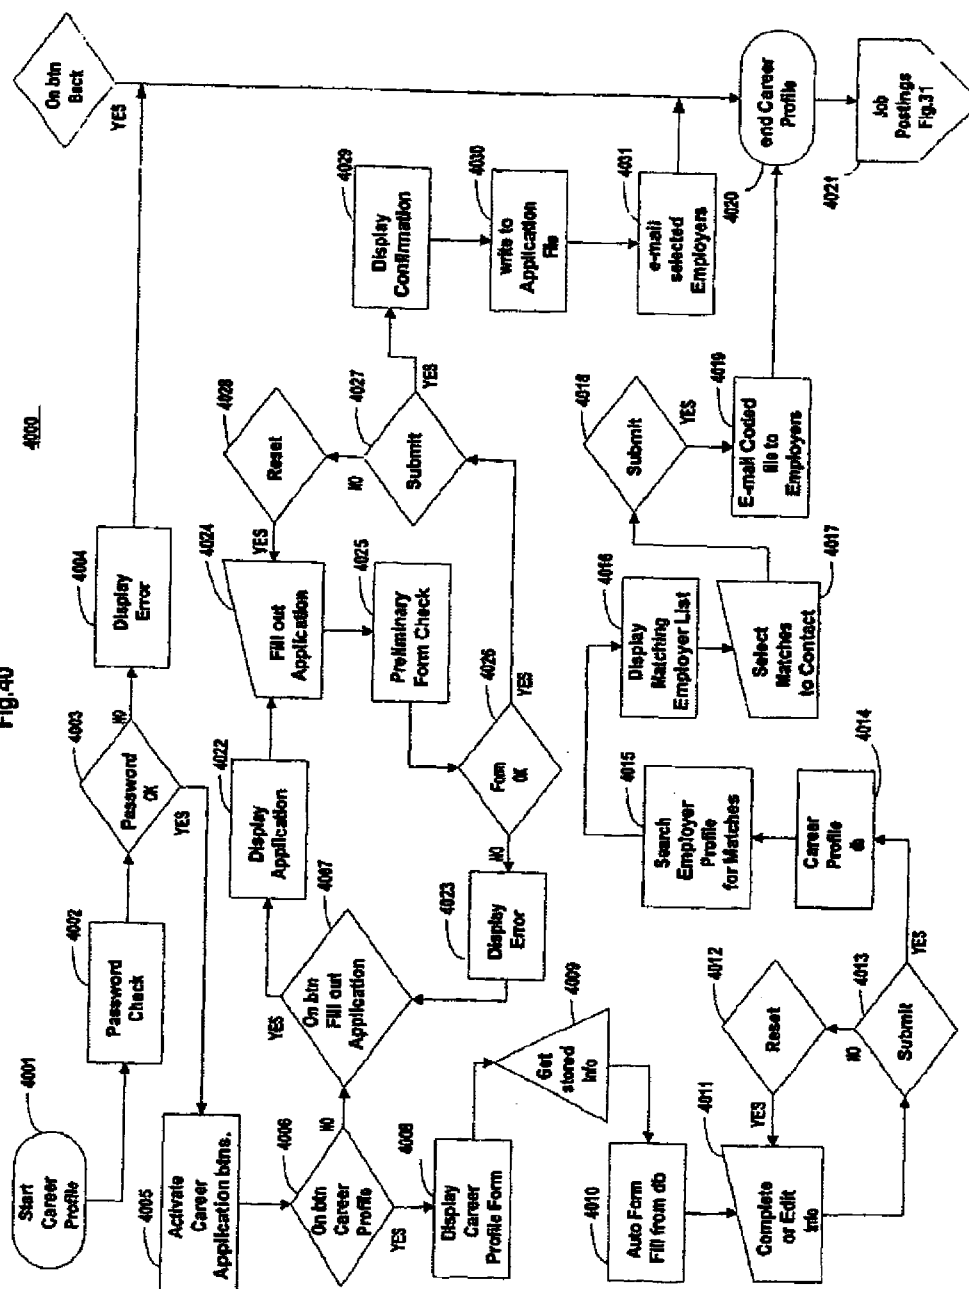 Fig.40
4000
4001
Start
Career
Profile
4002
Password
Check
4003
Password
OK
NO
YES
4004
Display
Error
On btn
Back
YES
4005
Activate
Career
Application btns.
4006
On btn
Career
Profile
NO
YES
4007
On btn
Fill out
Application
YES
4022
Display
Application
4024
Fill out
Application
4028
Reset
YES
4025
Preliminary
Form Check
4026
Form
OK
NO
YES
4023
Display
Error
4027
Submit
NO
YES
4029
Display
Confirmation
4030
write to
Application
File
4031
e-mail
selected
Employers
4008
Display
Career
Profile Form
4009
Get
stored
Info
4010
Auto Form
Fill from db
4011
Complete
or Edit
Info
4012
Reset
YES
4013
Submit
NO
YES
4014
Career
Profile
db
4015
Search
Employer
Profile
for Matches
4016
Display
Matching
Employer List
4017
Select
Matches
to Contact
4018
Submit
YES
4019
E-mail Coded
file to
Employers
4020
end Career
Profile
4021
Job
Postings
Fig.31